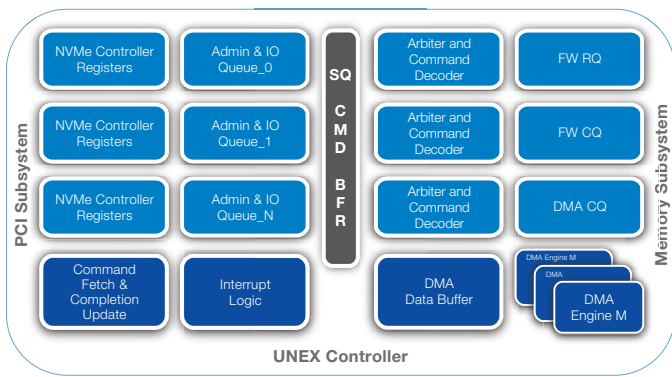 PCI Subsystem
NVMe Controller
Registers
Admin & IO
Queue_0
SQ
C
M
D
B
F
R
Arbiter and
Command
Decoder
FW RQ
Memory Subsystem
NVMe Controller
Registers
Admin & IO
Queue_1
Arbiter and
Command
Decoder
FW CQ
NVMe Controller
Registers
Admin & IO
Queue_N
Arbiter and
Command
Decoder
DMA CQ
Command
Fetch &
Completion
Update
Interrupt
Logic
DMA
Data Buffer
DMA Engine M
DMA
DMA
Engine M
UNEX Controller